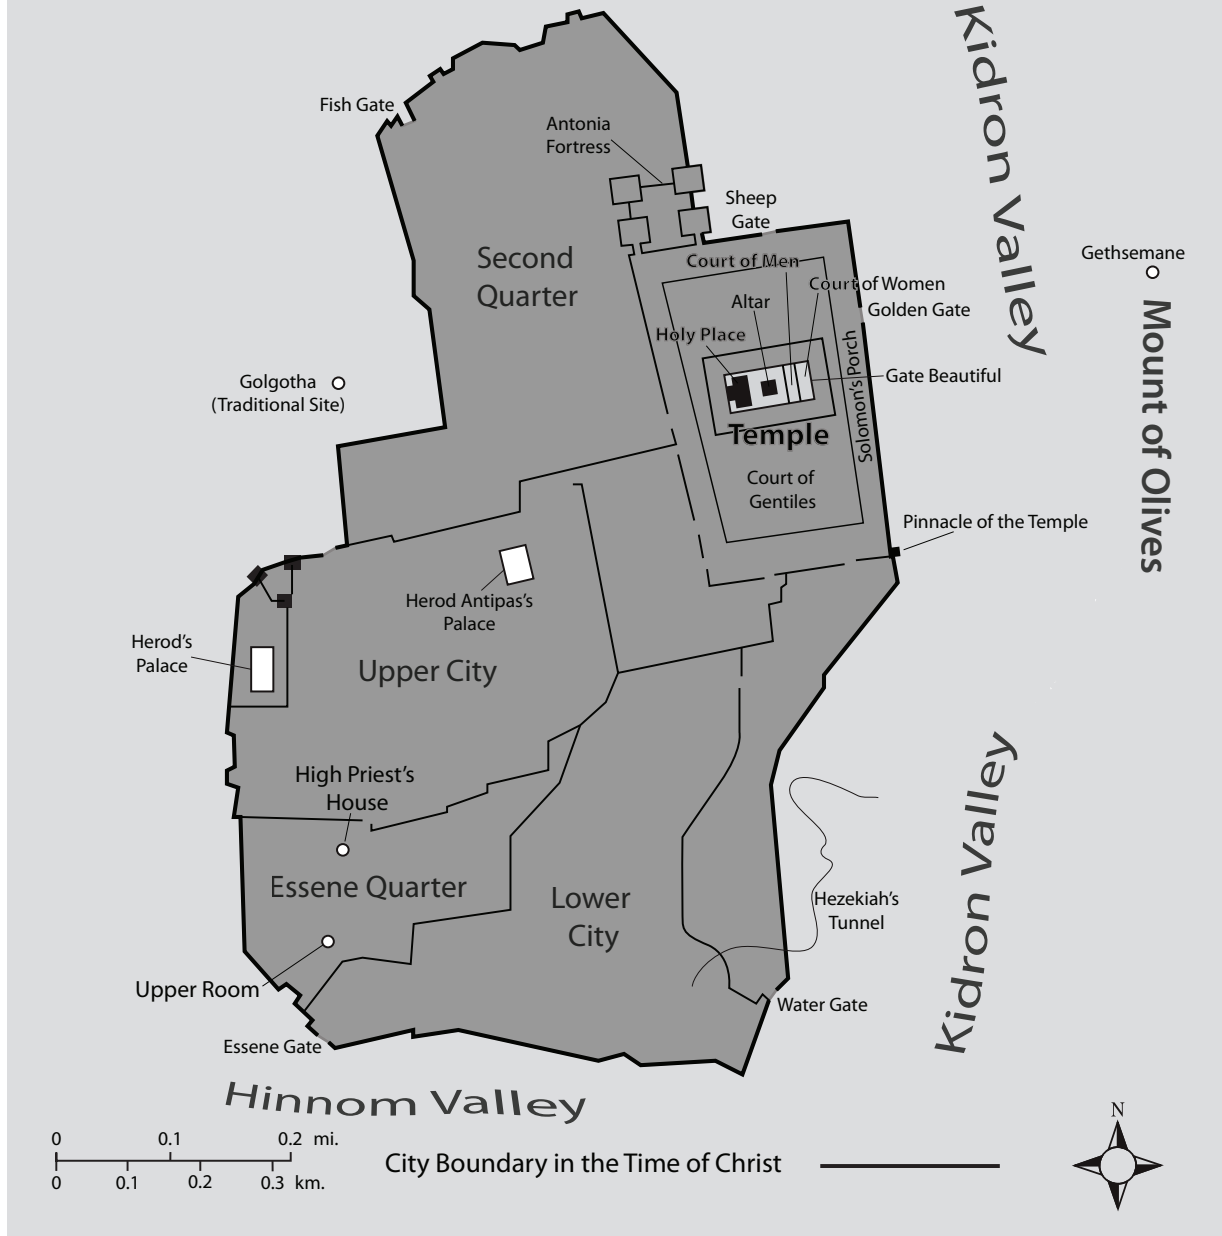 Kidron Valley
Fish Gate
Antonia
Fortress
Sheep
Gate
Second
Quarter
Court of Men
Gethsemane
Court of Women
Altar
Golden Gate
Holy Place
Mount of Olives
Solomon's Porch
Gate Beautiful
Golgotha
(Traditional Site)
Temple
Court of
Gentiles
Pinnacle of the Temple
Herod Antipas's
Palace
Herod's
Palace
Upper City
High Priest's
House
Kidron Valley
Essene Quarter
Lower
City
Hezekiah's
Tunnel
Upper Room
Water Gate
Essene Gate
Hinnom Valley
N
0 0.1 0.2 mi.
0 0.1 0.2 0.3 km.
City Boundary in the Time of Christ